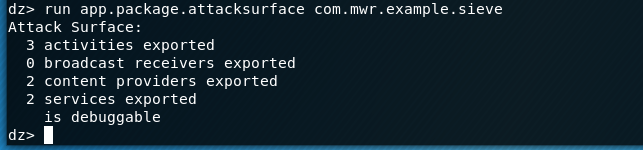 dz> run app.package.attacksurface com.mwr.example.sieve
Attack Surface:
  3 activities exported
  0 broadcast receivers exported
  2 content providers exported
  2 services exported
    is debuggable
dz>